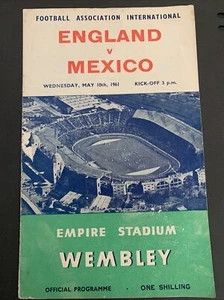 FOOTBALL ASSOCIATION INTERNATIONAL
ENGLAND
v
MEXICO
WEDNESDAY, MAY 10th, 1961 KICK-OFF 3 p.m.
EMPIRE STADIUM
WEMBLEY
OFFICIAL PROGRAMME · ONE SHILLING